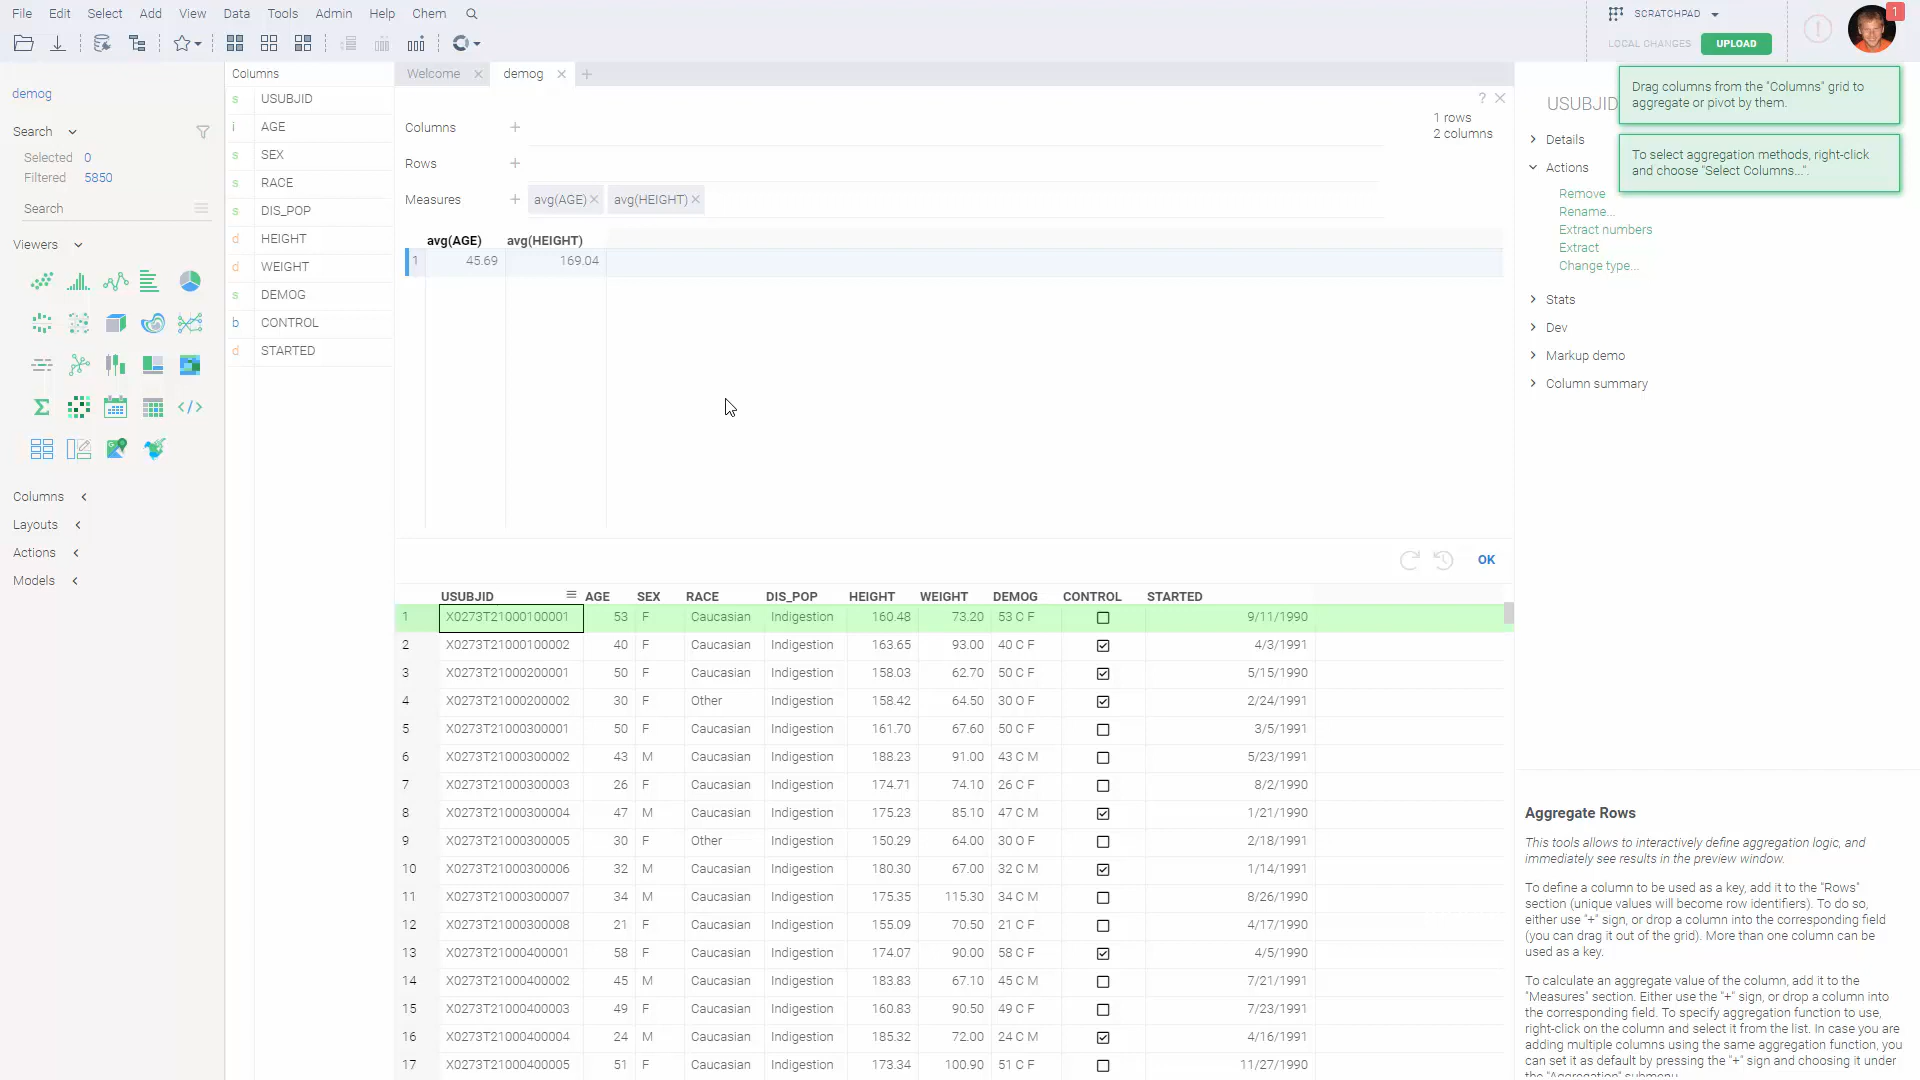 File Edit Select Add View Data Tools Admin Help Chem
SCRATCHPAD
1
LOCAL CHANGES UPLOAD
demog
Search
Selected 0
Filtered 5850
Search
Viewers
Columns
Layouts
Actions
Models
Columns
s USUBJID
i AGE
s SEX
s RACE
s DIS_POP
d HEIGHT
d WEIGHT
s DEMOG
b CONTROL
d STARTED
Welcome demog
Columns
Rows
Measures avg(AGE) avg(HEIGHT)
1 rows
2 columns
avg(AGE) avg(HEIGHT)
1 45.69 169.04
OK
USUBJID AGE SEX RACE DIS_POP HEIGHT WEIGHT DEMOG CONTROL STARTED
1 X0273T21000100001 53 F Caucasian Indigestion 160.48 73.20 53 C F 9/11/1990
2 X0273T21000100002 40 F Caucasian Indigestion 163.65 93.00 40 C F 4/3/1991
3 X0273T21000200001 50 F Caucasian Indigestion 158.03 62.70 50 C F 5/15/1990
4 X0273T21000200002 30 F Other Indigestion 158.42 64.50 30 O F 2/24/1991
5 X0273T21000300001 50 F Caucasian Indigestion 161.70 67.60 50 C F 3/5/1991
6 X0273T21000300002 43 M Caucasian Indigestion 188.23 91.00 43 C M 5/23/1991
7 X0273T21000300003 26 F Caucasian Indigestion 174.71 74.10 26 C F 8/2/1990
8 X0273T21000300004 47 M Caucasian Indigestion 175.23 85.10 47 C M 1/21/1990
9 X0273T21000300005 30 F Other Indigestion 150.29 64.00 30 O F 2/18/1991
10 X0273T21000300006 32 M Caucasian Indigestion 180.30 67.00 32 C M 1/14/1991
11 X0273T21000300007 34 M Caucasian Indigestion 175.35 115.30 34 C M 8/26/1990
12 X0273T21000300008 21 F Caucasian Indigestion 155.09 70.50 21 C F 4/17/1990
13 X0273T21000400001 58 F Caucasian Indigestion 174.07 90.00 58 C F 4/5/1990
14 X0273T21000400002 45 M Caucasian Indigestion 183.83 67.10 45 C M 7/21/1990
15 X0273T21000400003 49 F Caucasian Indigestion 160.83 90.50 49 C F 7/23/1990
16 X0273T21000400004 24 M Caucasian Indigestion 185.32 72.00 24 C M 4/16/1991
17 X0273T21000400005 51 F Caucasian Indigestion 173.34 100.90 51 C F 11/27/1990
USUBJID
Drag columns from the "Columns" grid to
aggregate or pivot by them.
To select aggregation methods, right-click
and choose "Select Columns...".
Details
Actions
Remove
Rename...
Extract numbers
Extract
Change type...
Stats
Dev
Markup demo
Column summary
Aggregate Rows
This tools allows to interactively define aggregation logic, and
immediately see results in the preview window.
To define a column to be used as a key, add it to the "Rows"
section (unique values will become row identifiers). To do so,
either use "+" sign, or drop a column into the corresponding field
(you can drag it out of the grid). More than one column can be
used as a key.
To calculate an aggregate value of the column, add it to the
"Measures" section. Either use the "+" sign, or drop a column into
the corresponding field. To specify aggregation function to use,
right-click on the column and select it from the list. In case you are
adding multiple columns using the same aggregation function, you
can set it as default by pressing the "+" sign and choosing it under
the "Aggregation" submenu.